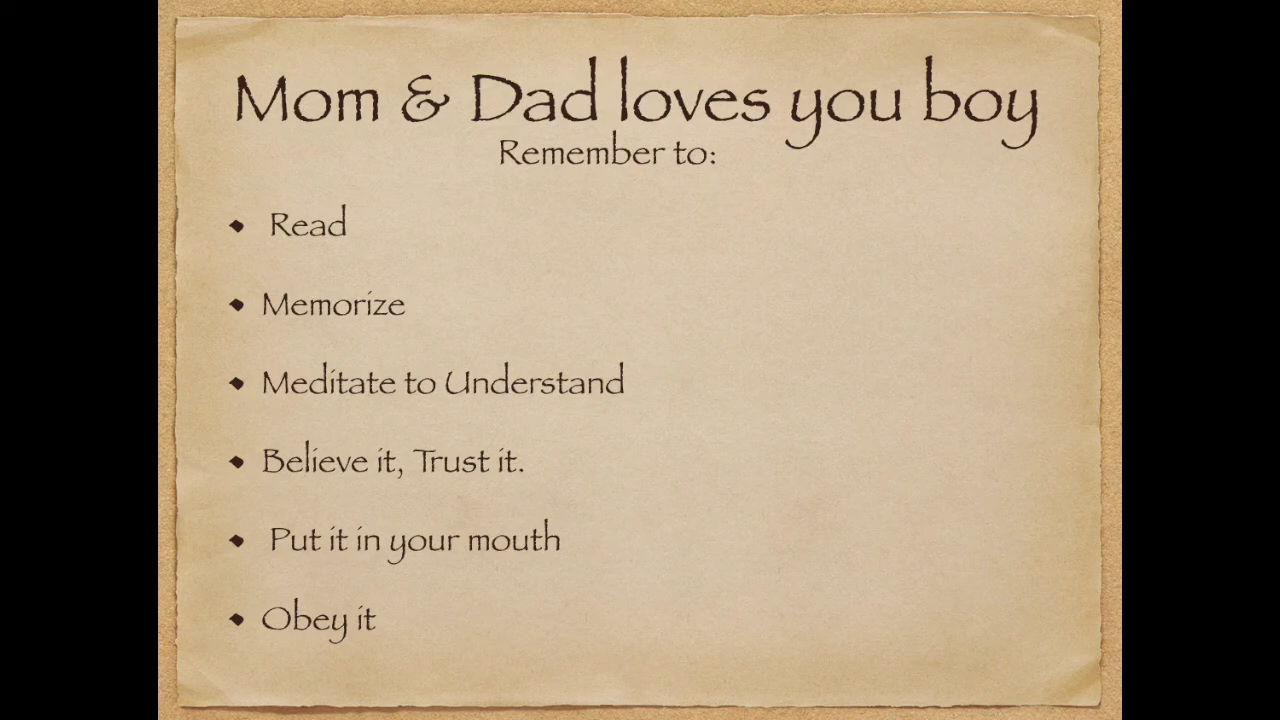 Mom & Dad loves you boy
Remember to:
• Read
• Memorize
• Meditate to Understand
• Believe it, Trust it.
• Put it in your mouth
• Obey it